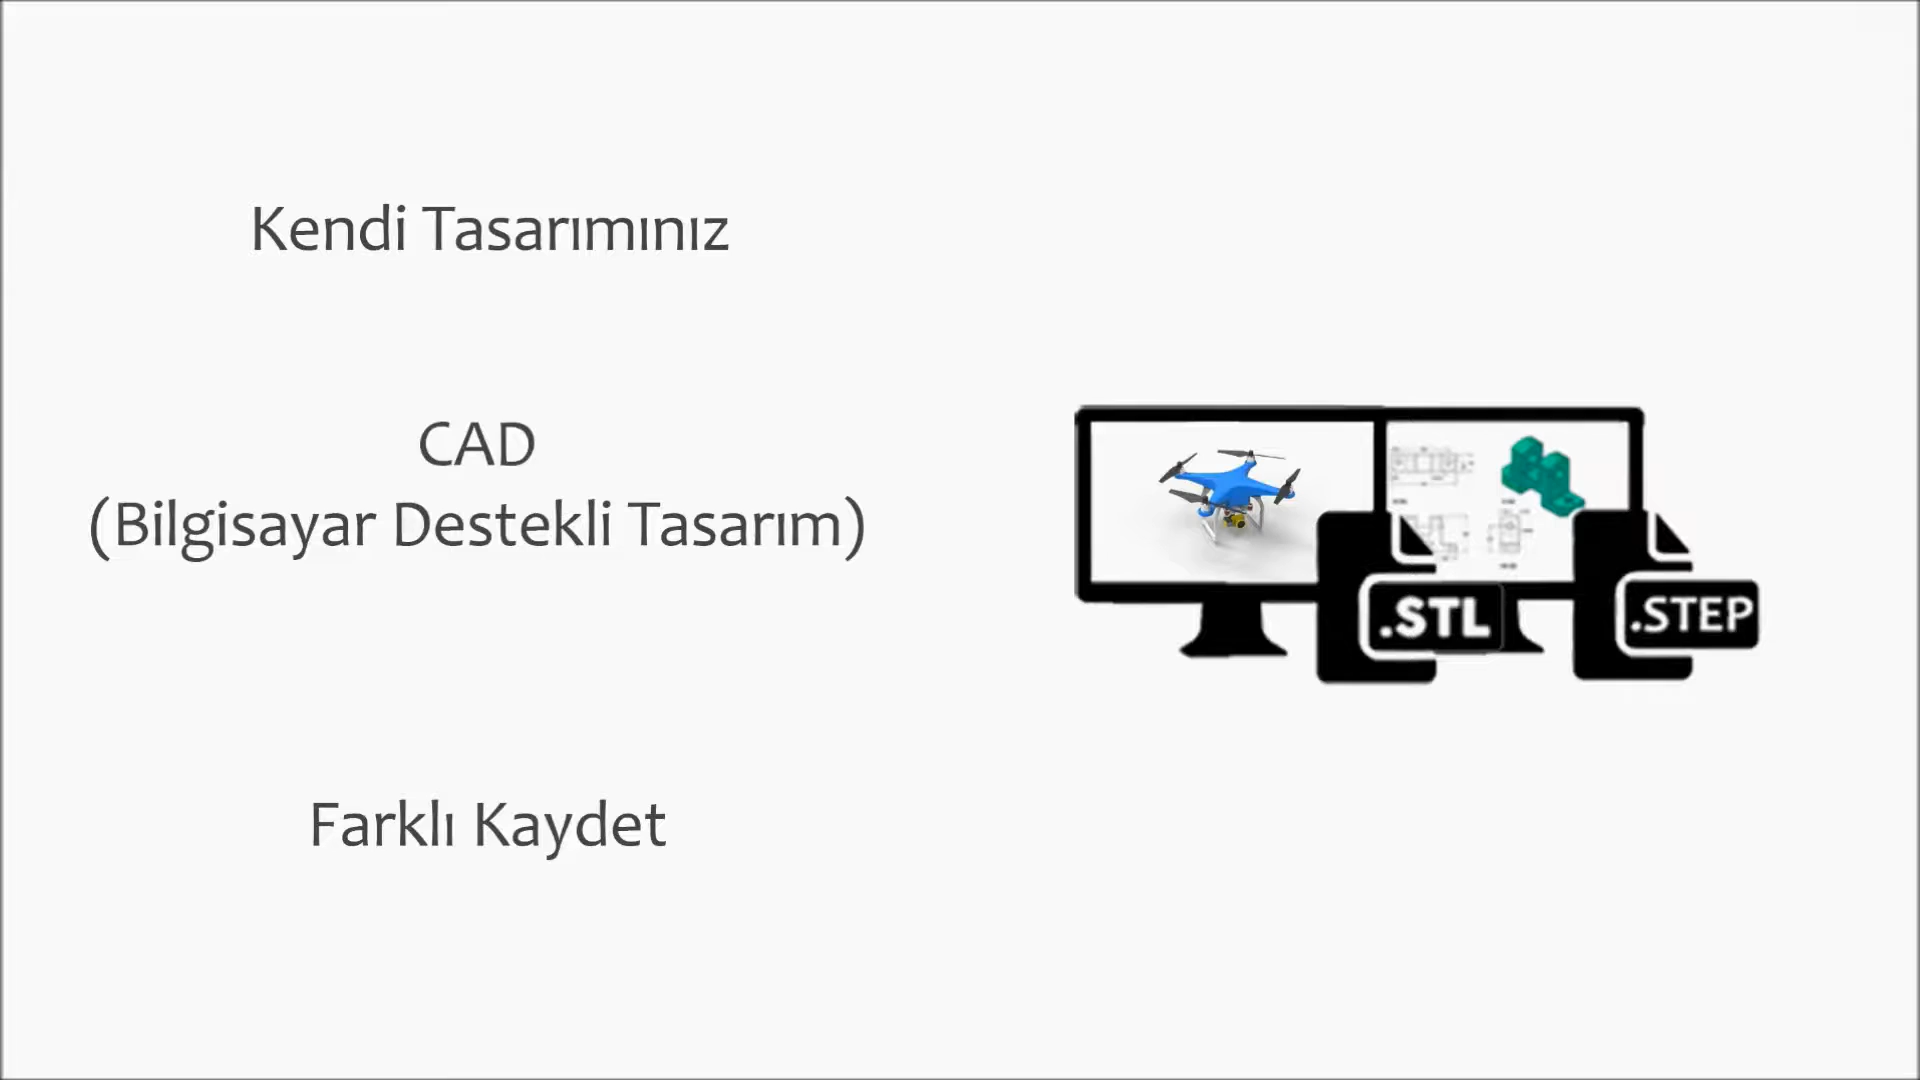 Kendi Tasarımınız
CAD
(Bilgisayar Destekli Tasarım)
Farklı Kaydet
.STL
.STEP